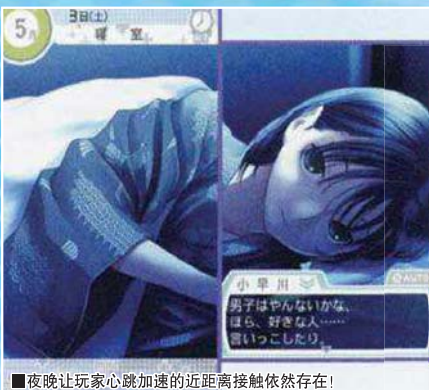 5月
3日(土)
寝室
小早川
AUTO
男子はやんないかな、
ほら、好きな人……
言いっこしたり。
■夜晚让玩家心跳加速的近距离接触依然存在!